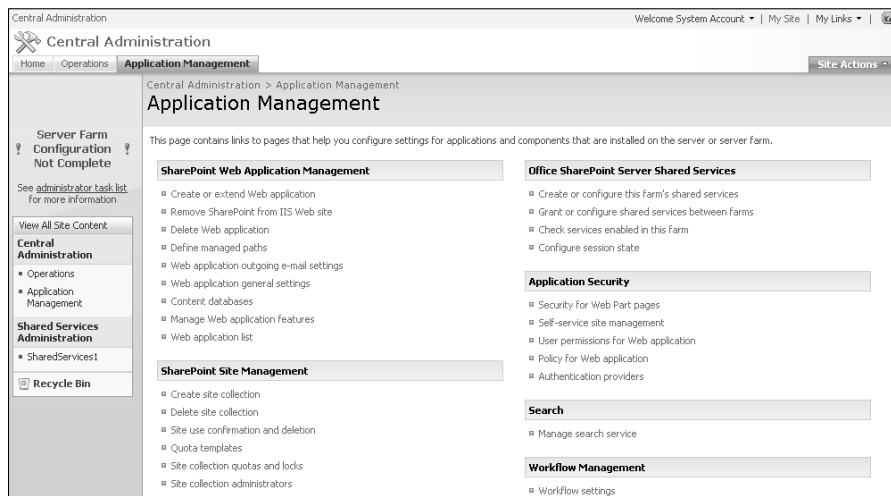 Central Administration
Welcome System Account | My Site | My Links |
Central Administration
Home Operations Application Management
Site Actions
Central Administration > Application Management
Application Management
Server Farm
! Configuration !
Not Complete
See administrator task list
for more information
View All Site Content
Central
Administration
Operations
Application
Management
Shared Services
Administration
SharedServices1
Recycle Bin
This page contains links to pages that help you configure settings for applications and components that are installed on the server or server farm.
SharePoint Web Application Management
Create or extend Web application
Remove SharePoint from IIS Web site
Delete Web application
Define managed paths
Web application outgoing e-mail settings
Web application general settings
Content databases
Manage Web application features
Web application list
SharePoint Site Management
Create site collection
Delete site collection
Site use confirmation and deletion
Quota templates
Site collection quotas and locks
Site collection administrators
Office SharePoint Server Shared Services
Create or configure this farm's shared services
Grant or configure shared services between farms
Check services enabled in this farm
Configure session state
Application Security
Security for Web Part pages
Self-service site management
User permissions for Web application
Policy for Web application
Authentication providers
Search
Manage search service
Workflow Management
Workflow settings